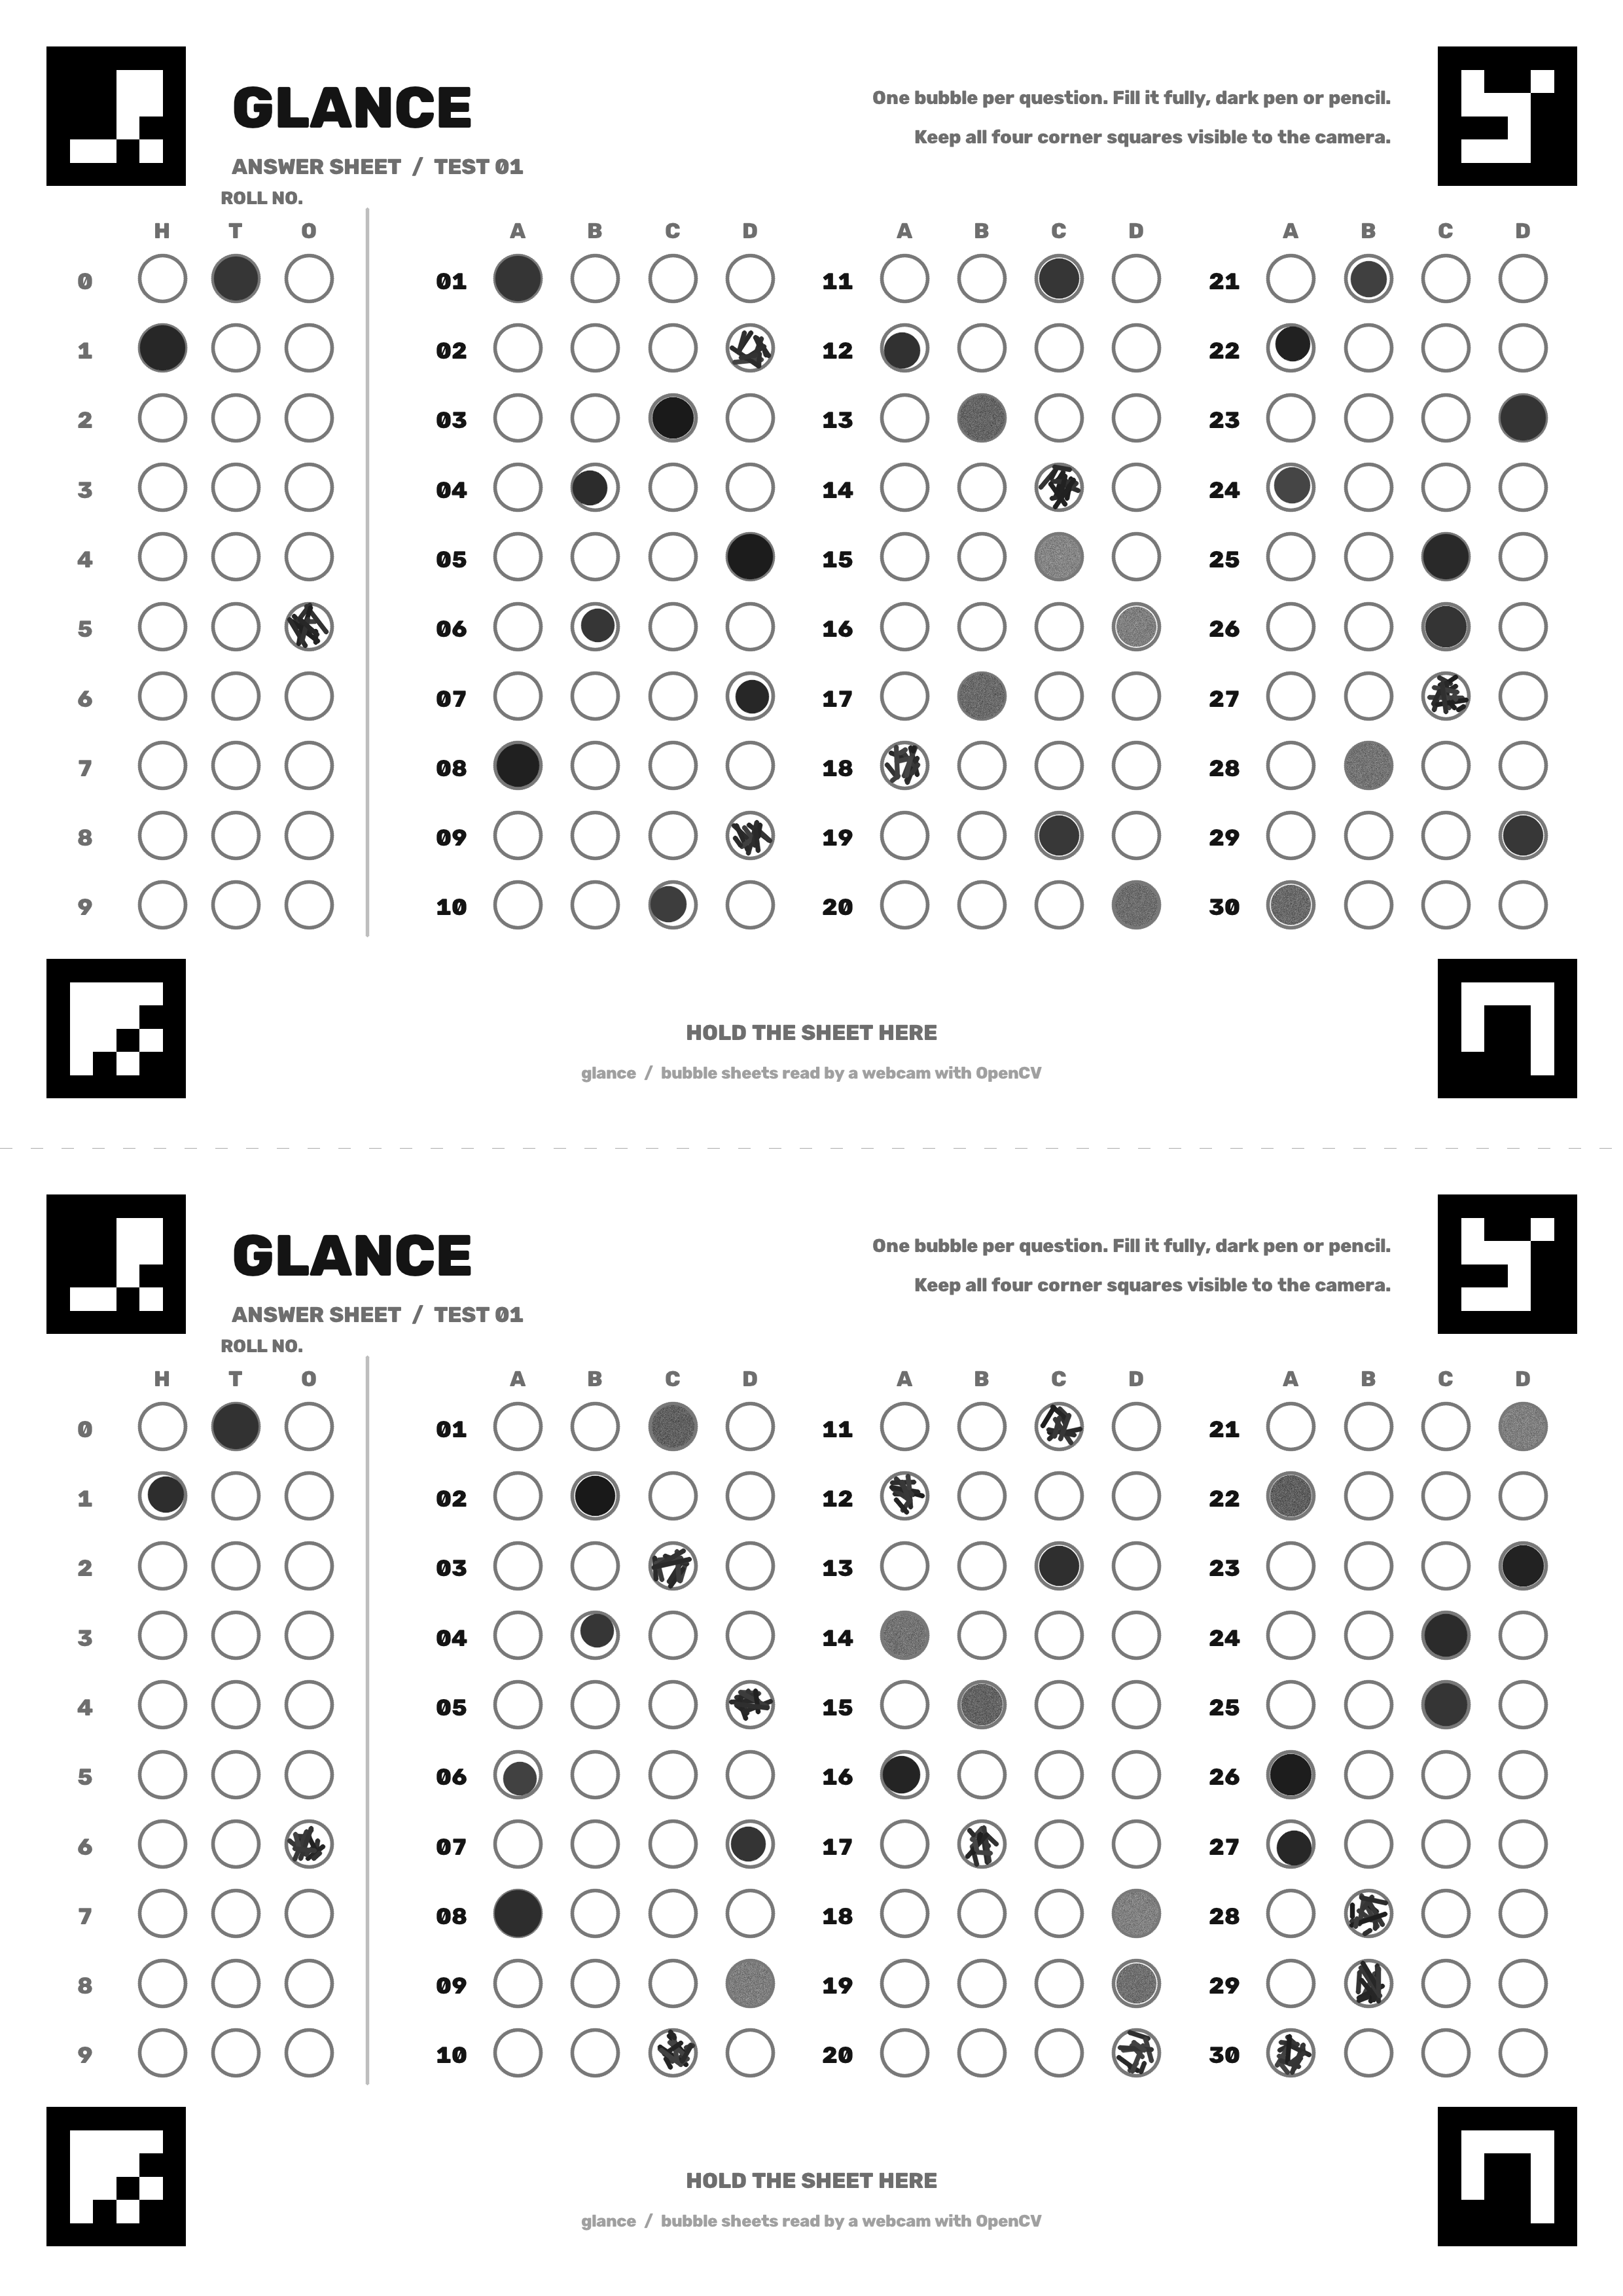 GLANCE
One bubble per question. Fill it fully, dark pen or pencil.
Keep all four corner squares visible to the camera.
ANSWER SHEET / TEST 01
ROLL NO.
H T O A B C D A B C D A B C D
0 01 11 21
1 02 12 22
2 03 13 23
3 04 14 24
4 05 15 25
5 06 16 26
6 07 17 27
7 08 18 28
8 09 19 29
9 10 20 30
HOLD THE SHEET HERE
glance / bubble sheets read by a webcam with OpenCV
GLANCE
One bubble per question. Fill it fully, dark pen or pencil.
Keep all four corner squares visible to the camera.
ANSWER SHEET / TEST 01
ROLL NO.
H T O A B C D A B C D A B C D
0 01 11 21
1 02 12 22
2 03 13 23
3 04 14 24
4 05 15 25
5 06 16 26
6 07 17 27
7 08 18 28
8 09 19 29
9 10 20 30
HOLD THE SHEET HERE
glance / bubble sheets read by a webcam with OpenCV